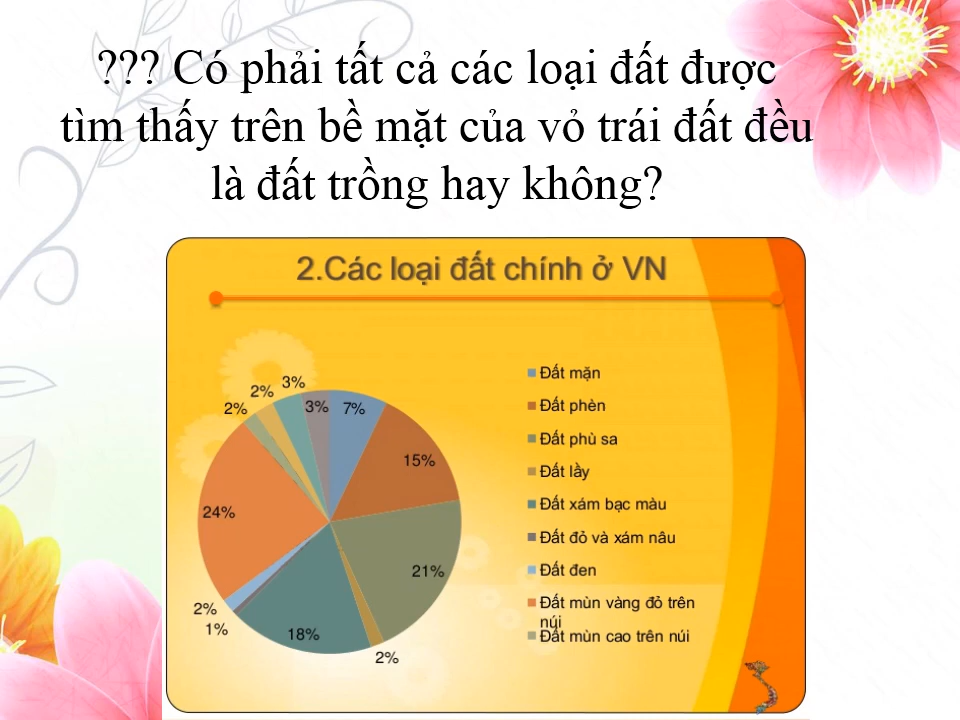 ??? Có phải tất cả các loại đất được
tìm thấy trên bề mặt của vỏ trái đất đều
là đất trồng hay không?
2.Các loại đất chính ở VN
3%
2%
2%
3%
7%
15%
24%
21%
2%
1%
18%
2%
Đất mặn
Đất phèn
Đất phù sa
Đất lầy
Đất xám bạc màu
Đất đỏ và xám nâu
Đất đen
Đất mùn vàng đỏ trên
núi
Đất mùn cao trên núi